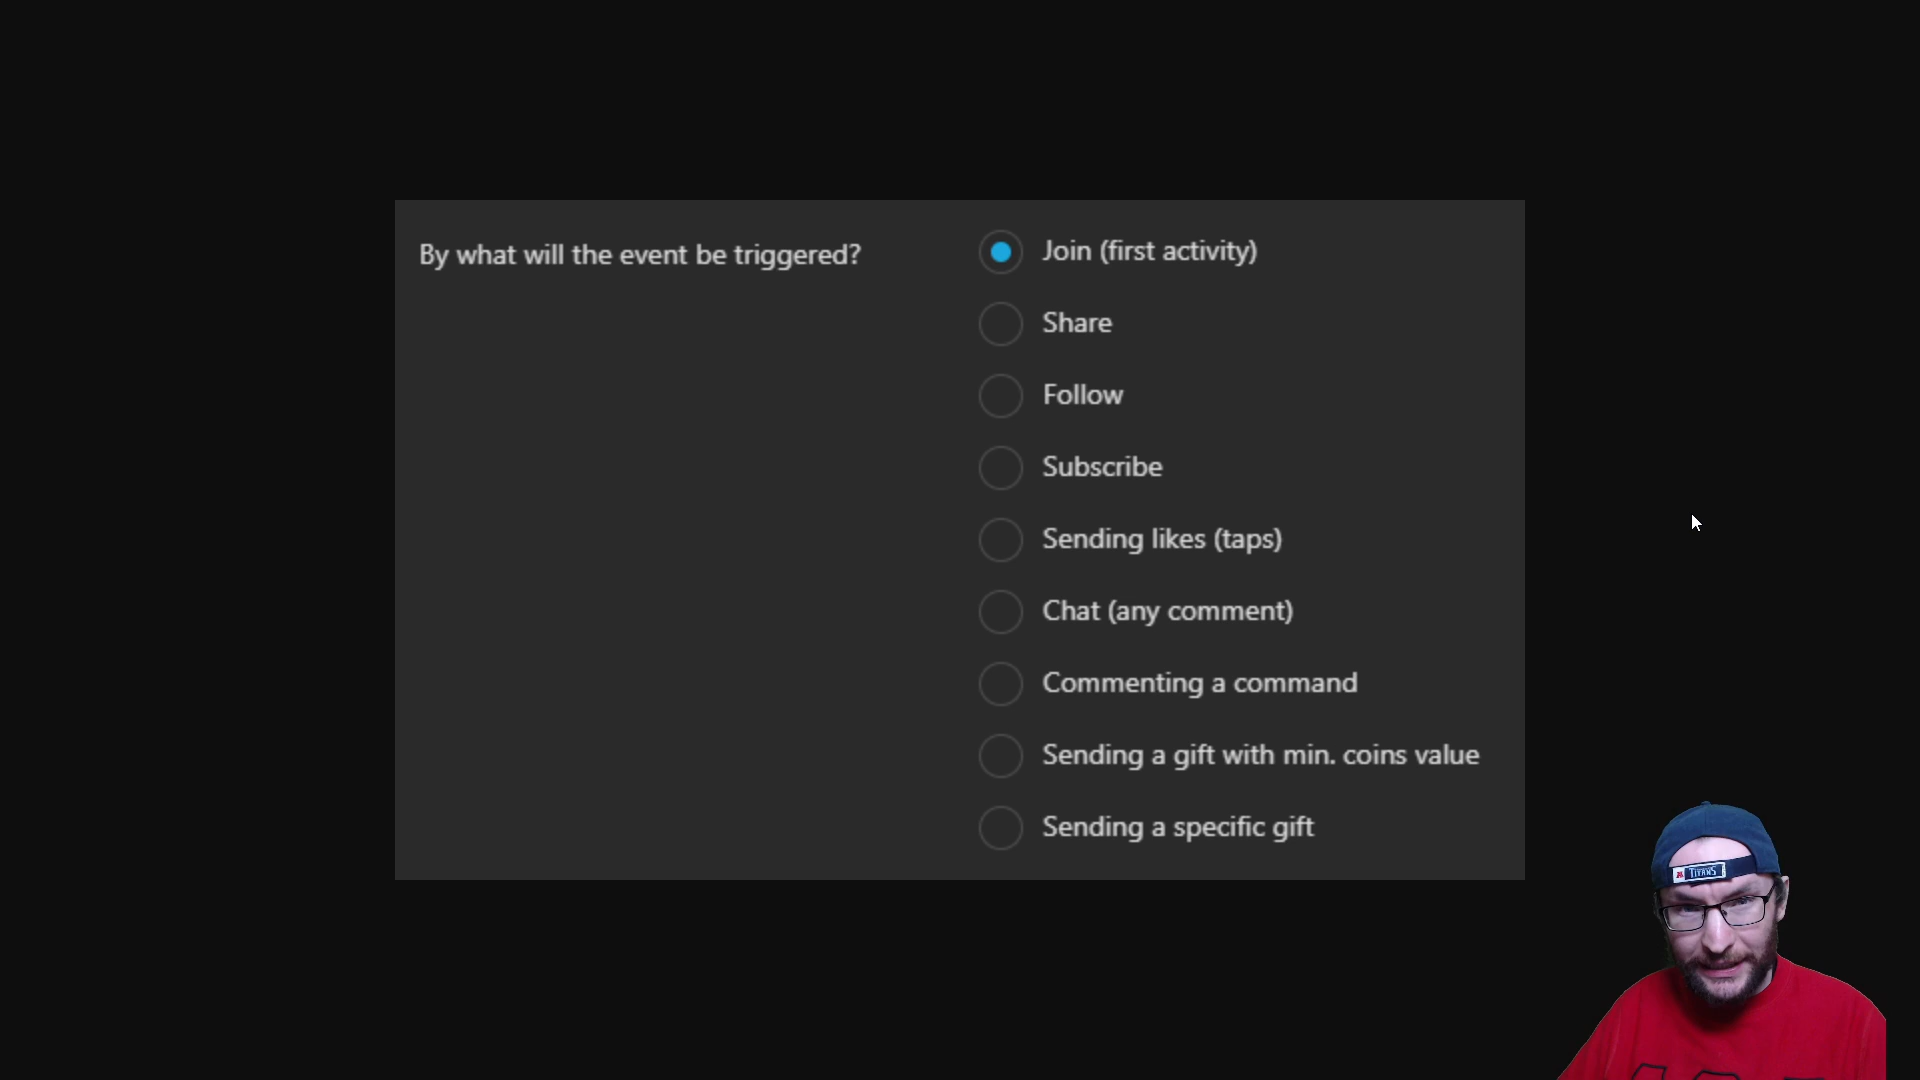 By what will the event be triggered?
Join (first activity)
Share
Follow
Subscribe
Sending likes (taps)
Chat (any comment)
Commenting a command
Sending a gift with min. coins value
Sending a specific gift
TITANS